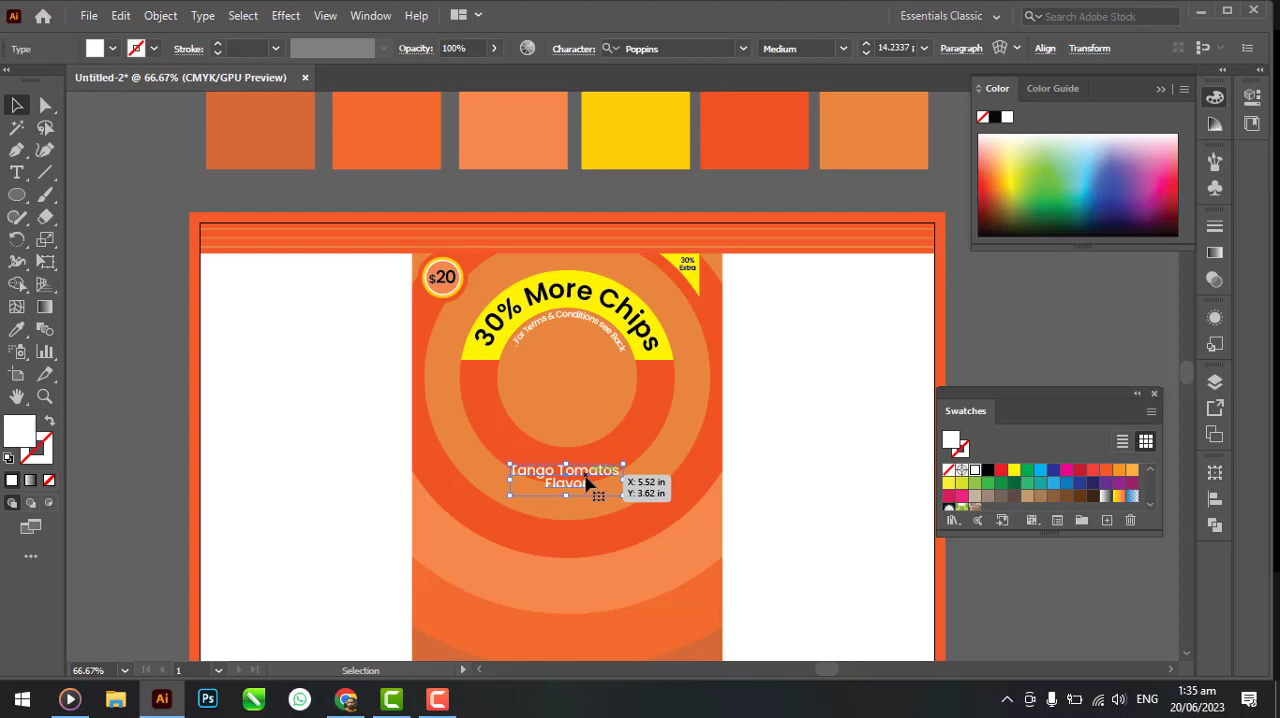 File Edit Object Type Select Effect View Window Help
Essentials Classic
Search Adobe Stock
Type
Stroke:
Opacity: 100%
Character: Poppins
Medium
14.2337 p
Paragraph
Align
Transform
Untitled-2* @ 66.67% (CMYK/GPU Preview)
Color
Color Guide
$20
30%
Extra
30% More Chips
For Terms & Conditions see Back
Tango Tomatos
Flavor
X: 5.52 in
Y: 3.62 in
Swatches
66.67%
1
Selection
Ai
Ps
ENG
1:35 am
20/06/2023